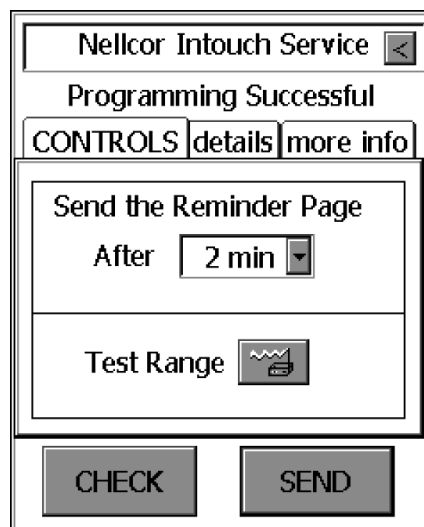 Nellcor Intouch Service <
Programming Successful
CONTROLS details more info
Send the Reminder Page
After 2 min
Test Range
CHECK SEND